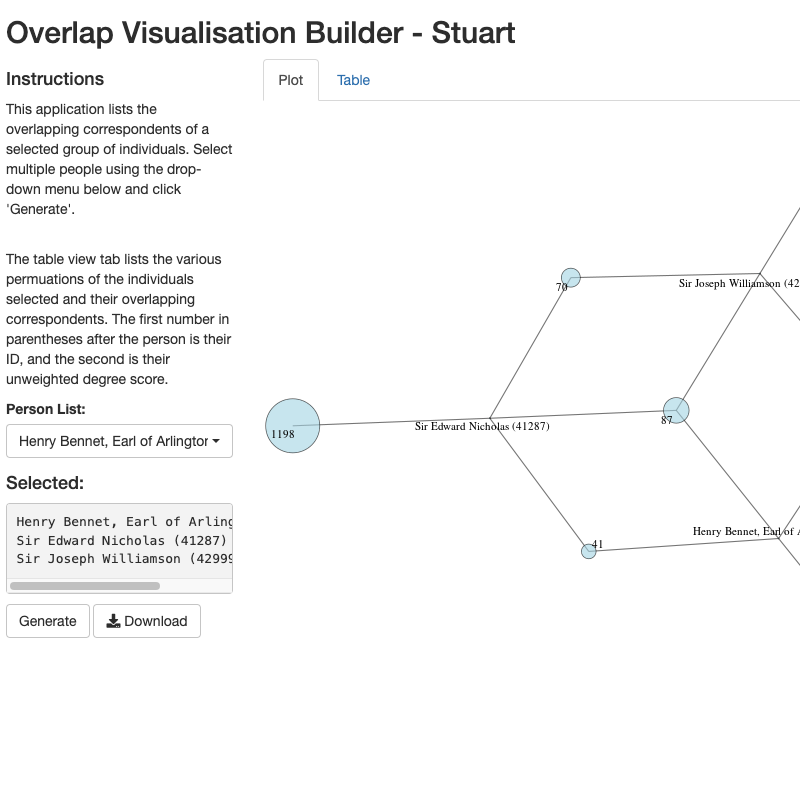 Overlap Visualisation Builder - Stuart
Instructions
This application lists the
overlapping correspondents of a
selected group of individuals. Select
multiple people using the drop-
down menu below and click
'Generate'.
The table view tab lists the various
permuations of the individuals
selected and their overlapping
correspondents. The first number in
parentheses after the person is their
ID, and the second is their
unweighted degree score.
Person List:
Henry Bennet, Earl of Arlingtor
Selected:
Henry Bennet, Earl of Arling
Sir Edward Nicholas (41287)
Sir Joseph Williamson (42999
Generate
Download
Plot
Table
70
Sir Joseph Williamson (42
1198
Sir Edward Nicholas (41287)
87
41
Henry Bennet, Earl of A